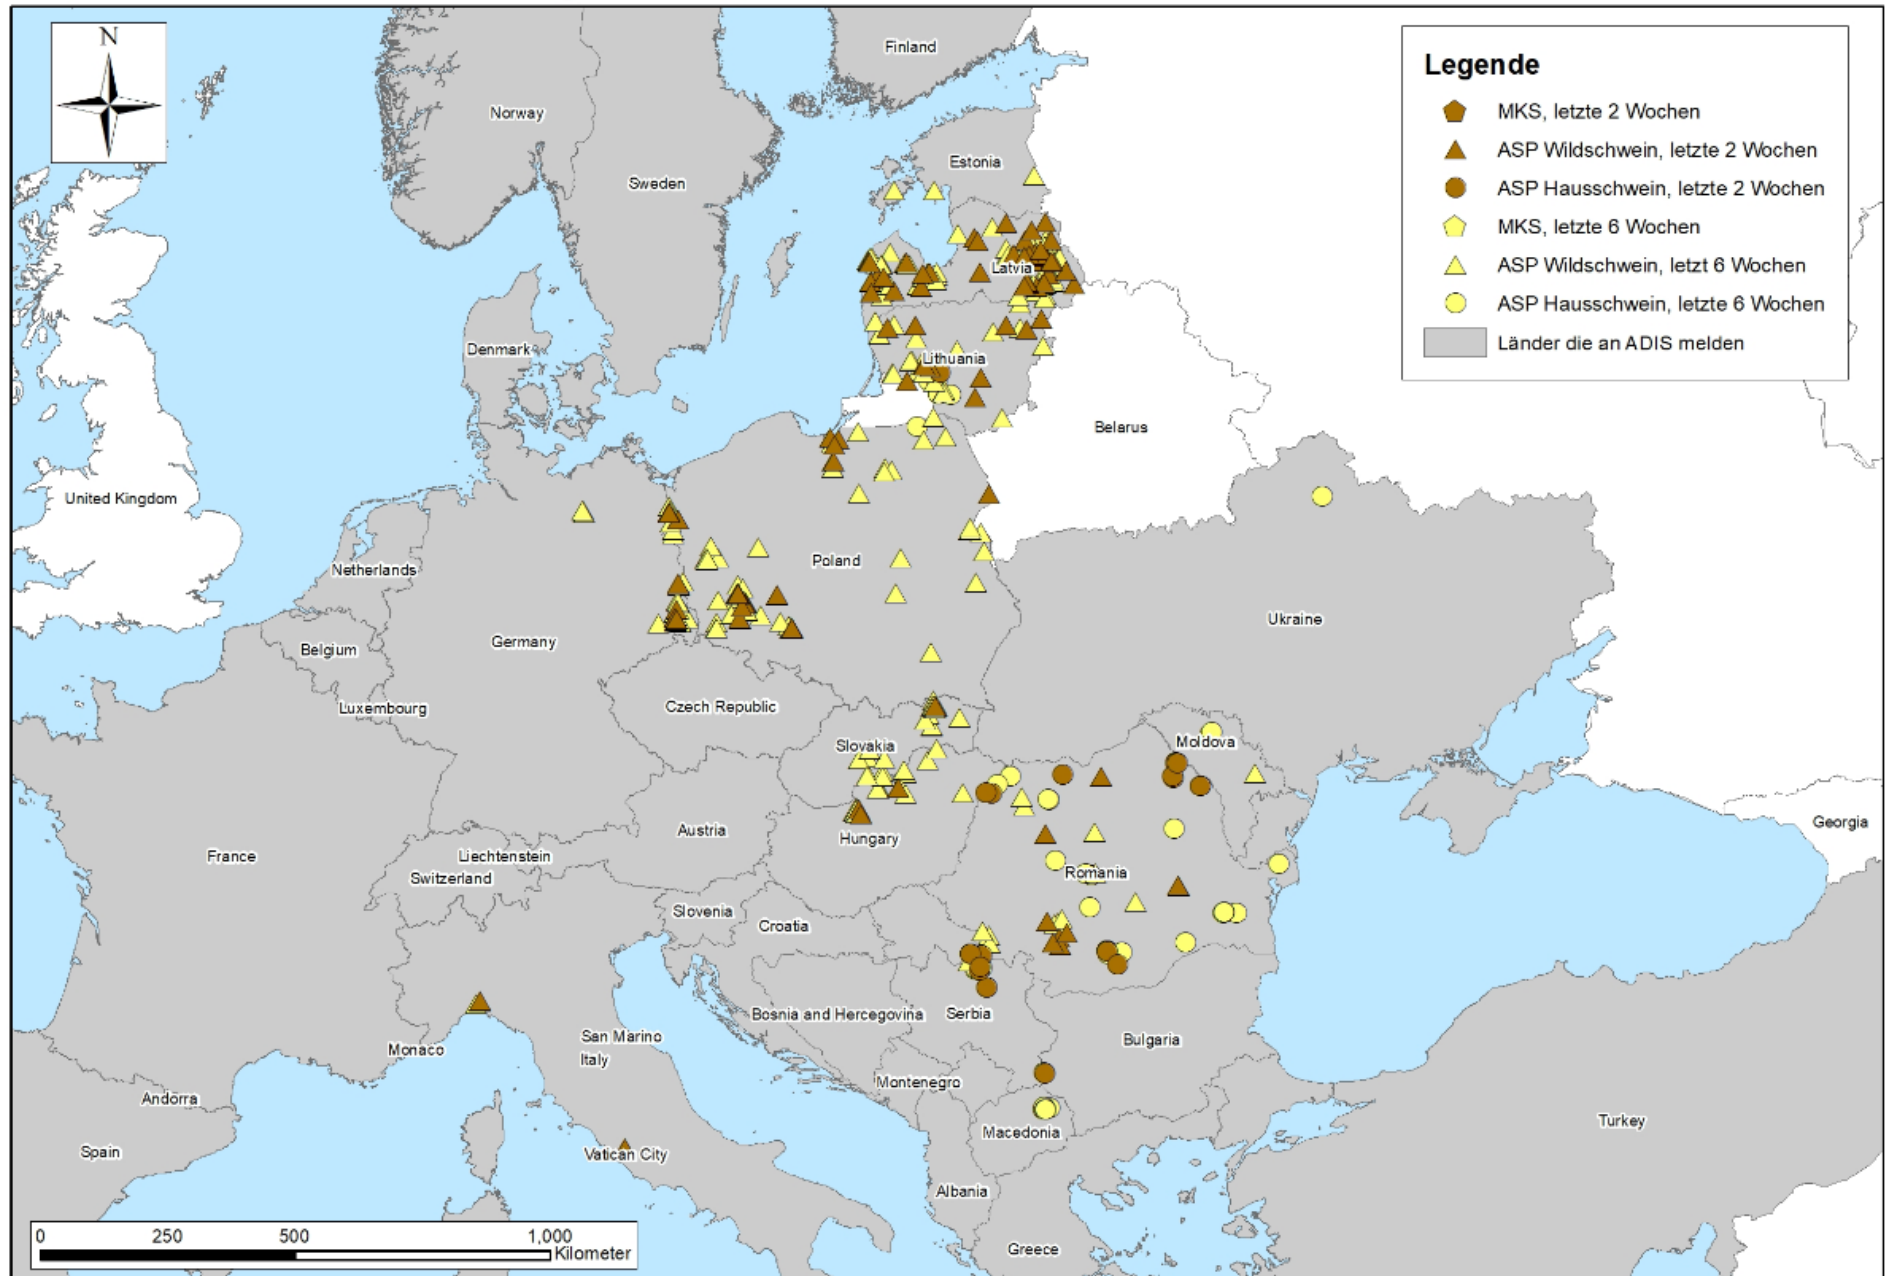 N
Finland
Norway
Estonia
Sweden
Latvia
Denmark
Lithuania
Belarus
United Kingdom
Poland
Netherlands
Ukraine
Germany
Belgium
Luxembourg
Czech Republic
Slovakia
Moldova
Austria
Hungary
Georgia
France
Liechtenstein
Switzerland
Romania
Slovenia
Croatia
Bosnia and Hercegovina
Serbia
San Marino
Italy
Bulgaria
Monaco
Montenegro
Andorra
Turkey
Macedonia
Spain
Vatican City
Albania
Greece
Legende
MKS, letzte 2 Wochen
ASP Wildschwein, letzte 2 Wochen
ASP Hausschwein, letzte 2 Wochen
MKS, letzte 6 Wochen
ASP Wildschwein, letzt 6 Wochen
ASP Hausschwein, letzte 6 Wochen
Länder die an ADIS melden
0 250 500 1,000
Kilometer